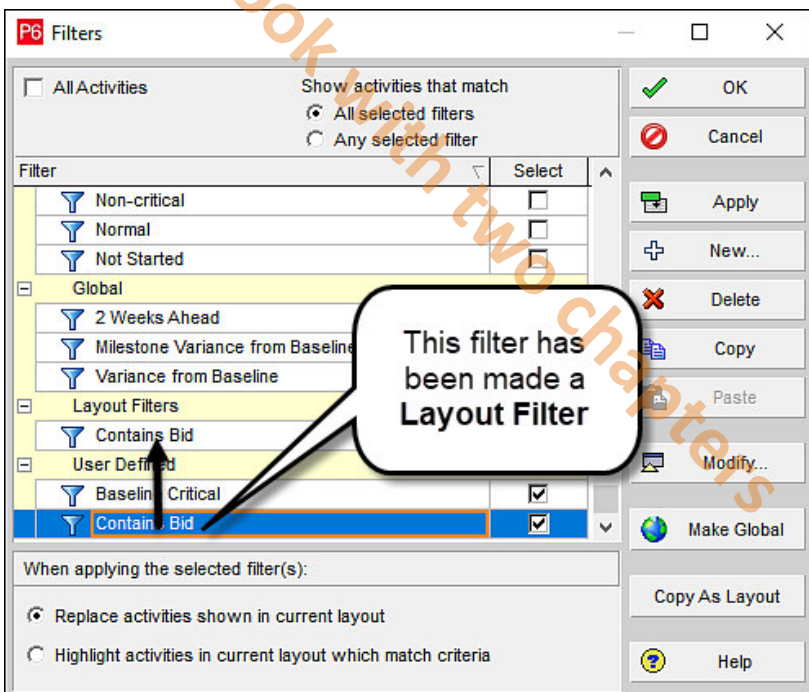 P6 Filters
All Activities
Show activities that match
All selected filters
Any selected filter
Filter
Select
Non-critical
Normal
Not Started
Global
2 Weeks Ahead
Milestone Variance from Baseline
Variance from Baseline
Layout Filters
Contains Bid
User Defined
Baseline Critical
Contains Bid
This filter has
been made a
Layout Filter
When applying the selected filter(s):
Replace activities shown in current layout
Highlight activities in current layout which match criteria
OK
Cancel
Apply
New...
Delete
Copy
Paste
Modify...
Make Global
Copy As Layout
Help
ook with two chapters